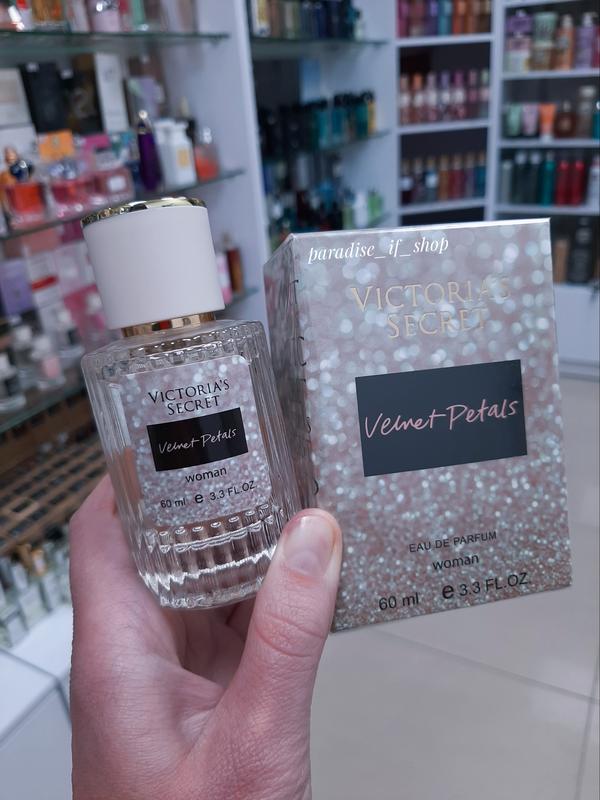 paradise_if_shop
VICTORIA'S
SECRET
Velvet Petals
EAU DE PARFUM
woman
60 ml e 3.3 FL.OZ.
VICTORIA'S
SECRET
Velvet Petals
woman
60 ml e 3.3 FL.OZ.